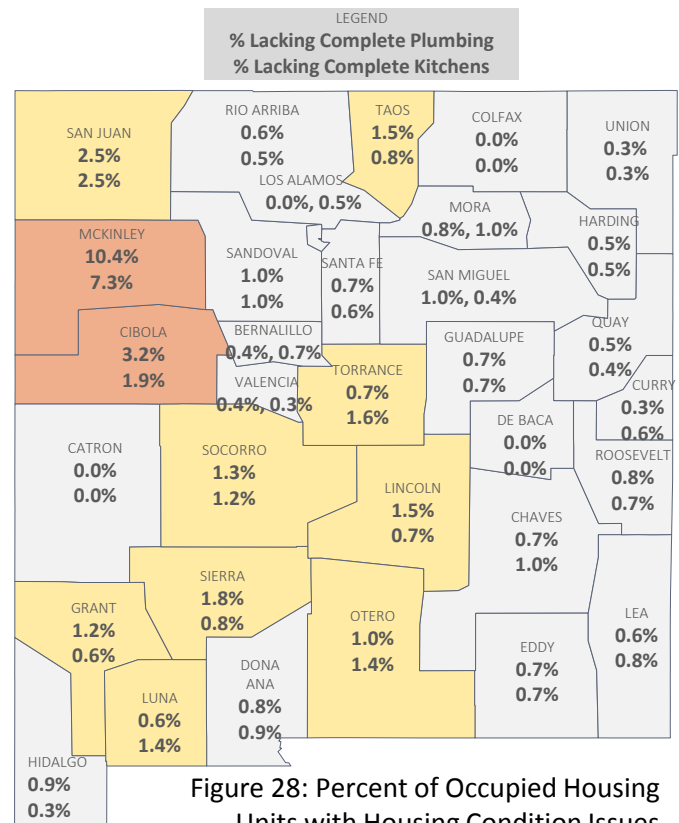 LEGEND
% Lacking Complete Plumbing
% Lacking Complete Kitchens
SAN JUAN
2.5%
2.5%
RIO ARRIBA
0.6%
0.5%
TAOS
1.5%
0.8%
COLFAX
0.0%
0.0%
UNION
0.3%
0.3%
LOS ALAMOS
0.0%, 0.5%
MORA
0.8%, 1.0%
HARDING
0.5%
0.5%
MCKINLEY
10.4%
7.3%
SANDOVAL
1.0%
1.0%
SANTA FE
0.7%
0.6%
SAN MIGUEL
1.0%, 0.4%
QUAY
0.5%
0.4%
CIBOLA
3.2%
1.9%
BERNALILLO
0.4%, 0.7%
VALENCIA
0.4%, 0.3%
TORRANCE
0.7%
1.6%
GUADALUPE
0.7%
0.7%
CURRY
0.3%
0.6%
DE BACA
0.0%
0.0%
ROOSEVELT
0.8%
0.7%
CATRON
0.0%
0.0%
SOCORRO
1.3%
1.2%
LINCOLN
1.5%
0.7%
CHAVES
0.7%
1.0%
SIERRA
1.8%
0.8%
GRANT
1.2%
0.6%
OTERO
1.0%
1.4%
LEA
0.6%
0.8%
EDDY
0.7%
0.7%
DONA
ANA
0.8%
0.9%
LUNA
0.6%
1.4%
HIDALGO
0.9%
0.3%
Figure 28: Percent of Occupied Housing
Units with Housing Condition Issues